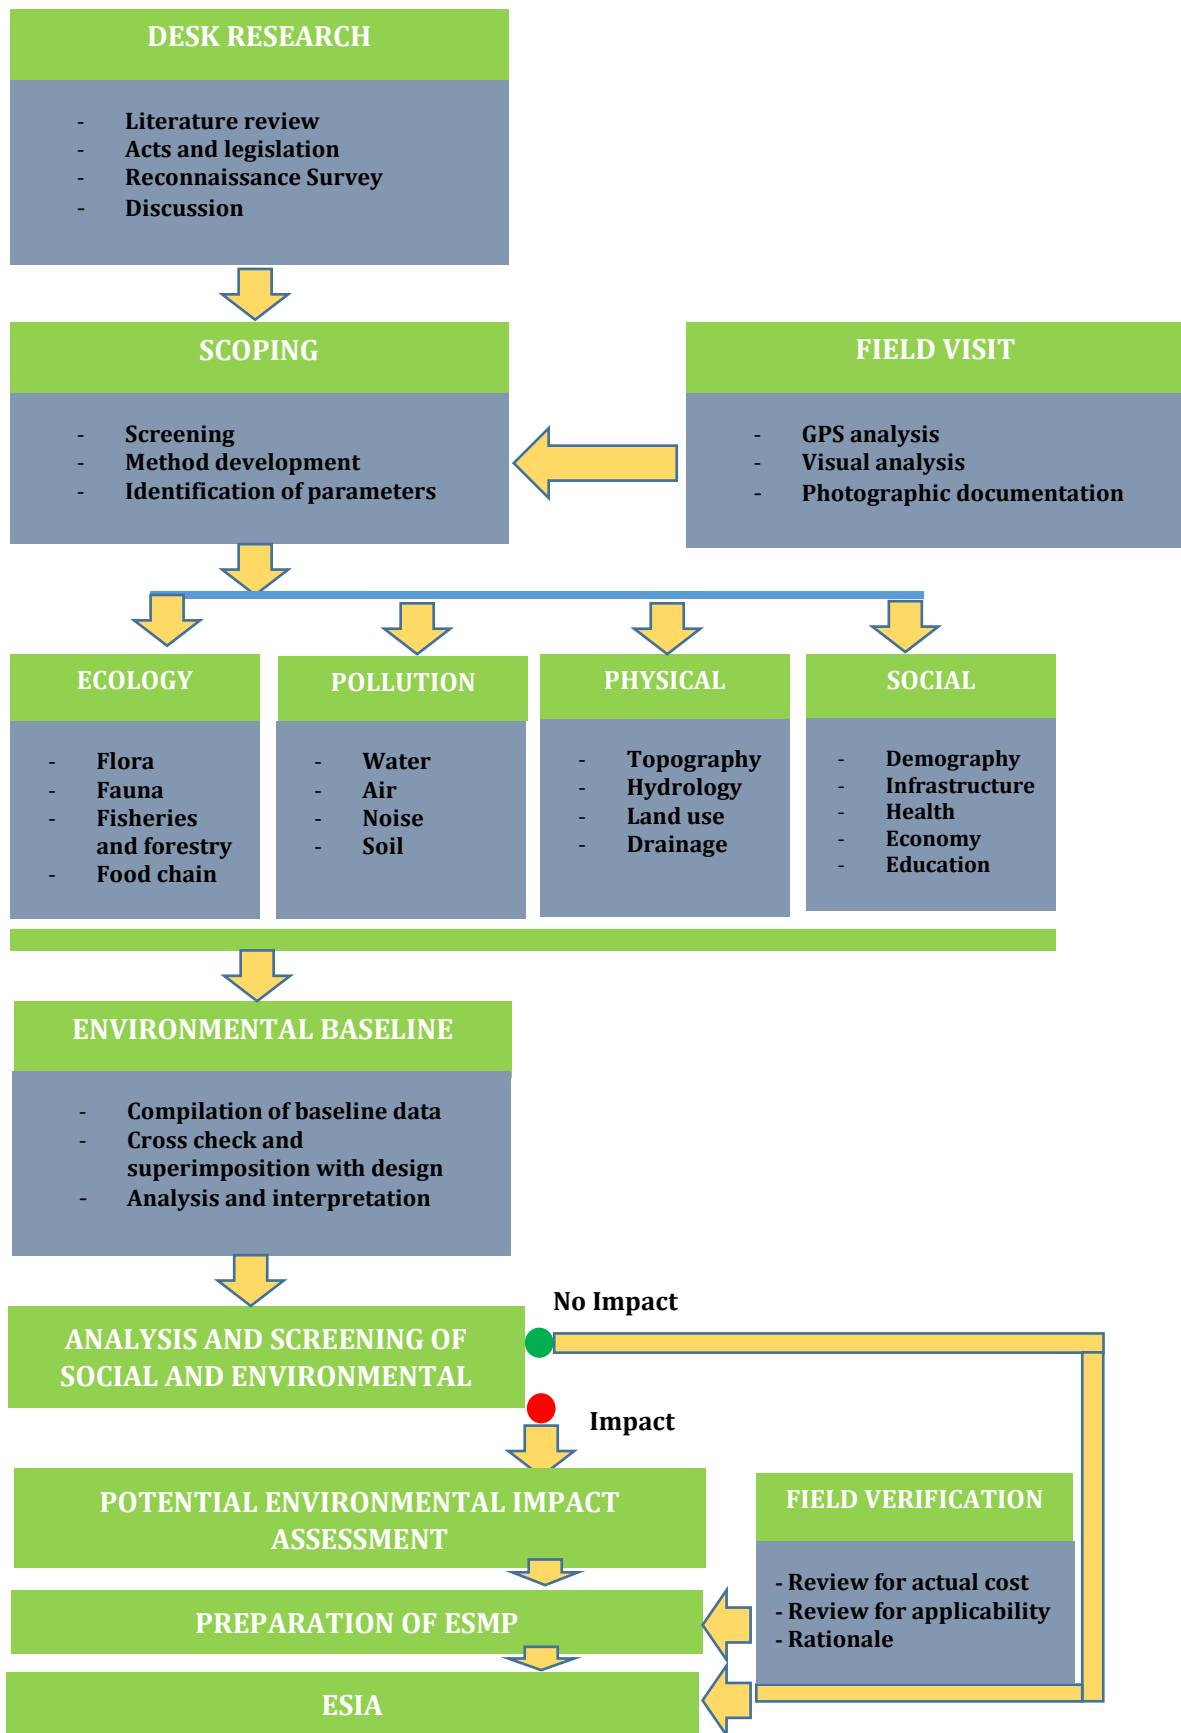 DESK RESEARCH
- Literature review
- Acts and legislation
- Reconnaissance Survey
- Discussion
SCOPING
- Screening
- Method development
- Identification of parameters
FIELD VISIT
- GPS analysis
- Visual analysis
- Photographic documentation
ECOLOGY
- Flora
- Fauna
- Fisheries
and forestry
- Food chain
POLLUTION
- Water
- Air
- Noise
- Soil
PHYSICAL
- Topography
- Hydrology
- Land use
- Drainage
SOCIAL
- Demography
- Infrastructure
- Health
- Economy
- Education
ENVIRONMENTAL BASELINE
- Compilation of baseline data
- Cross check and
superimposition with design
- Analysis and interpretation
ANALYSIS AND SCREENING OF
SOCIAL AND ENVIRONMENTAL
No Impact
Impact
POTENTIAL ENVIRONMENTAL IMPACT
ASSESSMENT
FIELD VERIFICATION
- Review for actual cost
- Review for applicability
- Rationale
PREPARATION OF ESMP
ESIA